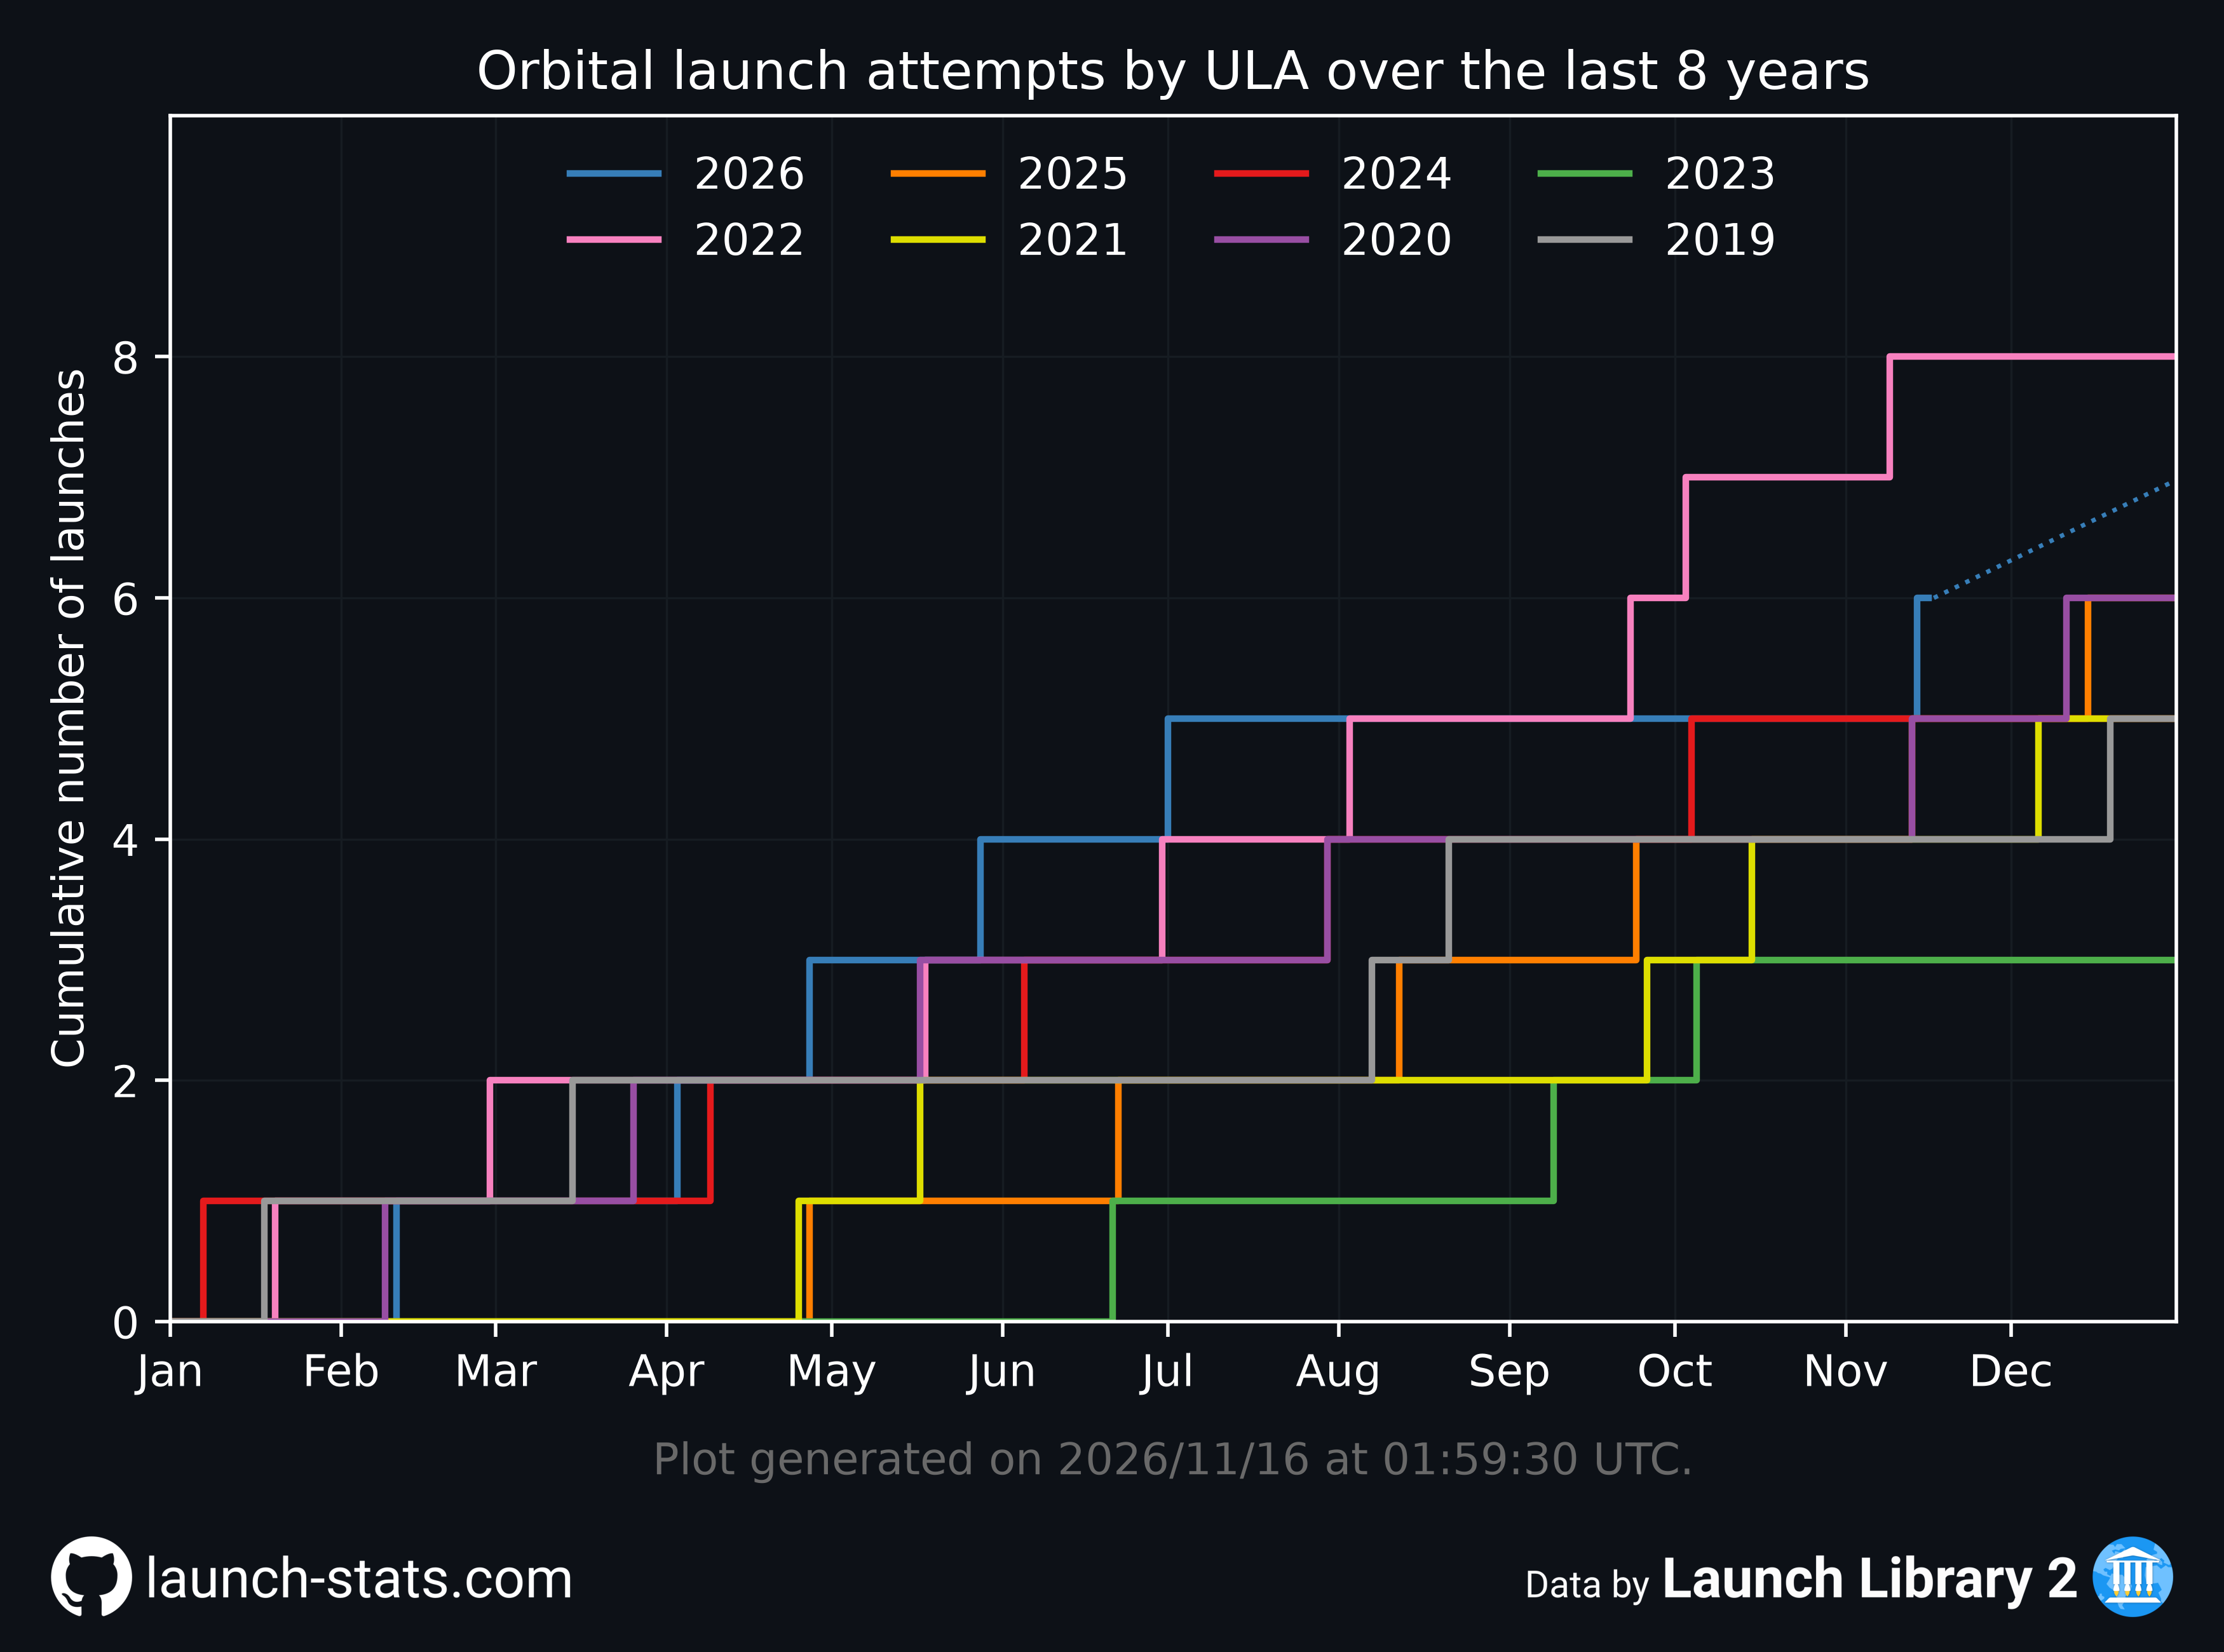 Orbital launch attempts by ULA over the last 8 years
2026 2025 2024 2023
2022 2021 2020 2019
Cumulative number of launches
8
6
4
2
0
Jan Feb Mar Apr May Jun Jul Aug Sep Oct Nov Dec
Plot generated on 2026/11/16 at 01:59:30 UTC.
launch-stats.com
Data by Launch Library 2